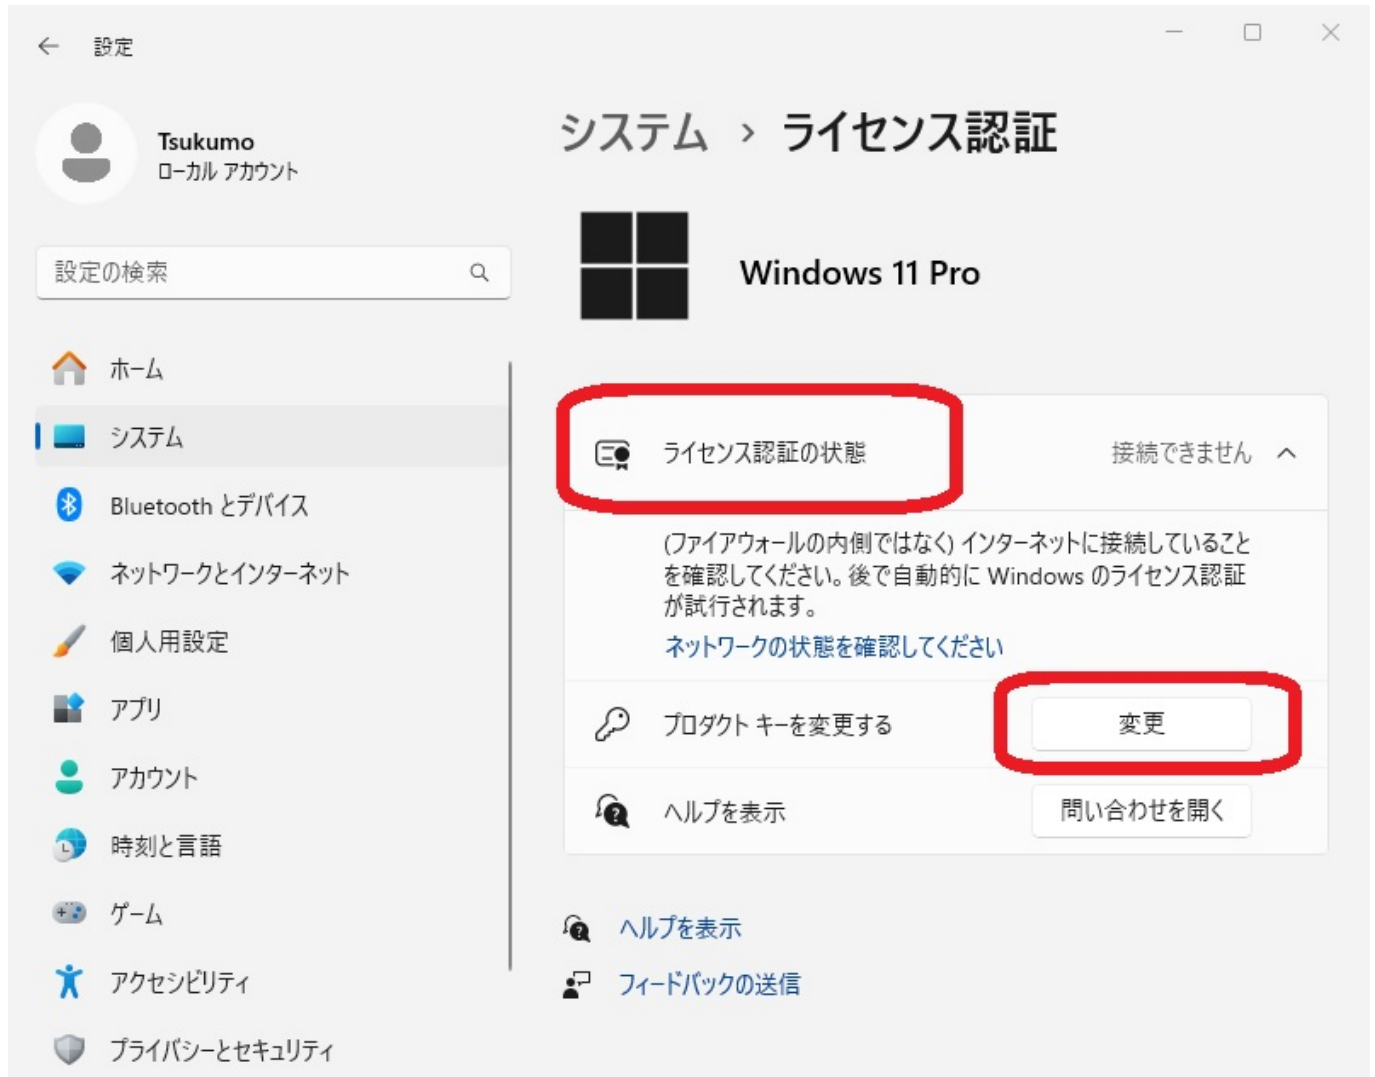 設定
Tsukumo
ローカル アカウント
設定の検索
ホーム
システム
Bluetooth とデバイス
ネットワークとインターネット
個人用設定
アプリ
アカウント
時刻と言語
ゲーム
アクセシビリティ
プライバシーとセキュリティ
システム › ライセンス認証
Windows 11 Pro
ライセンス認証の状態
接続できません
(ファイアウォールの内側ではなく) インターネットに接続していること
を確認してください。後で自動的に Windows のライセンス認証
が試行されます。
ネットワークの状態を確認してください
プロダクト キーを変更する
変更
ヘルプを表示
問い合わせを開く
ヘルプを表示
フィードバックの送信